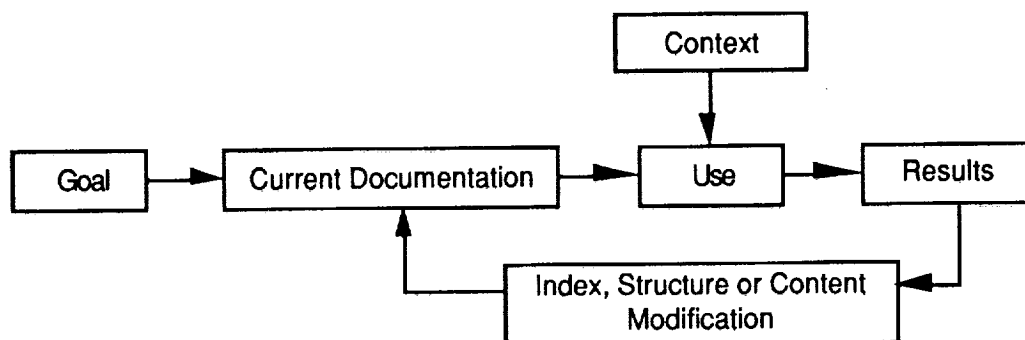 Context
Goal
Current Documentation
Use
Results
Index, Structure or Content
Modification